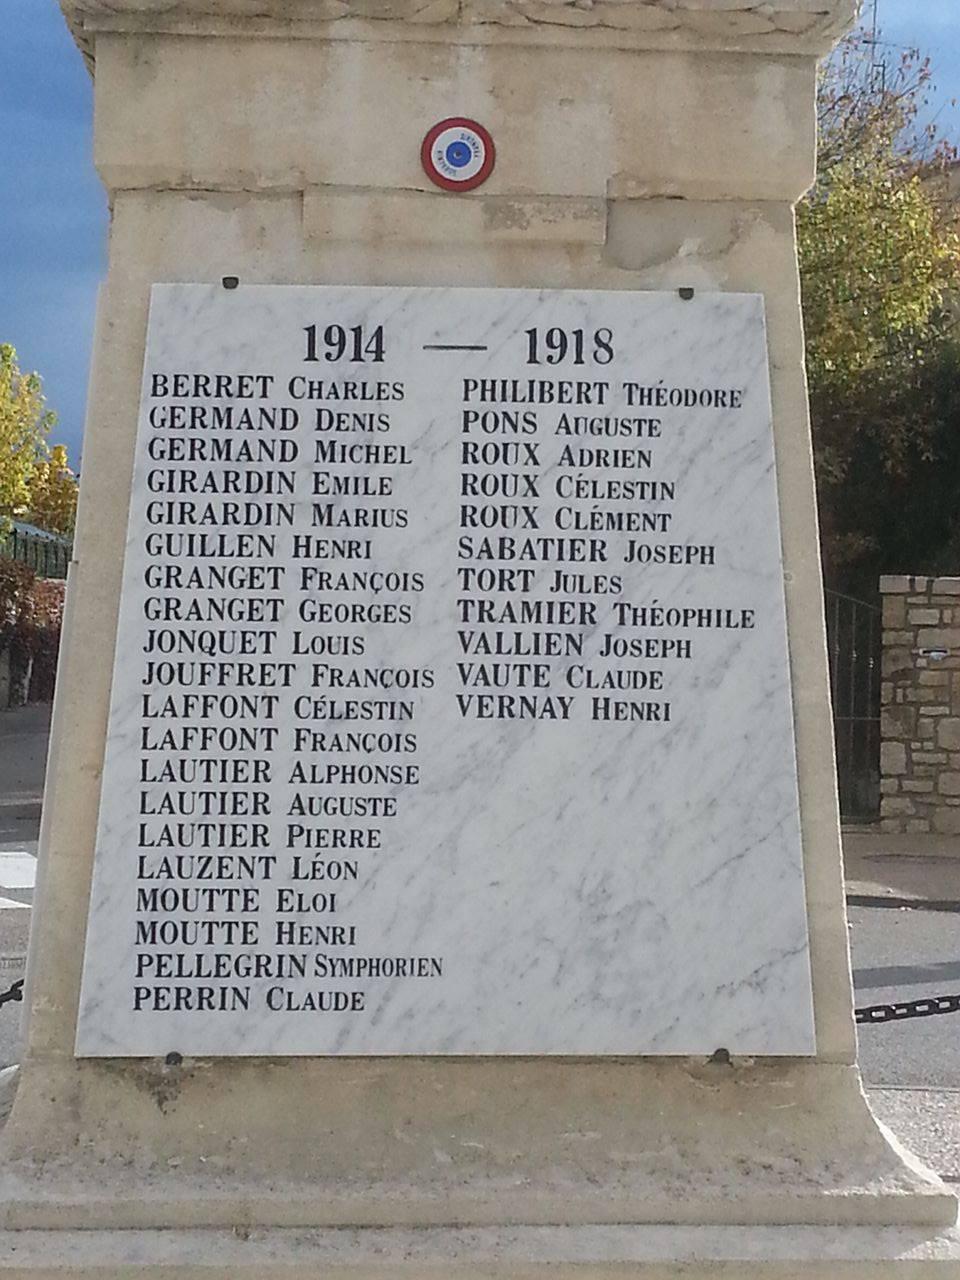 1914 — 1918
BERRET CHARLES
GERMAND DENIS
GERMAND MICHEL
GIRARDIN EMILE
GIRARDIN MARIUS
GUILLEN HENRI
GRANGET FRANÇOIS
GRANGET GEORGES
JONQUET LOUIS
JOUFFRET FRANÇOIS
LAFFONT CÉLESTIN
LAFFONT FRANÇOIS
LAUTIER ALPHONSE
LAUTIER AUGUSTE
LAUTIER PIERRE
LAUZENT LÉON
MOUTTE ELOI
MOUTTE HENRI
PELLEGRIN SYMPHORIEN
PERRIN CLAUDE
PHILIBERT THÉODORE
PONS AUGUSTE
ROUX ADRIEN
ROUX CÉLESTIN
ROUX CLÉMENT
SABATIER JOSEPH
TORT JULES
TRAMIER THÉOPHILE
VALLIEN JOSEPH
VAUTE CLAUDE
VERNAY HENRI